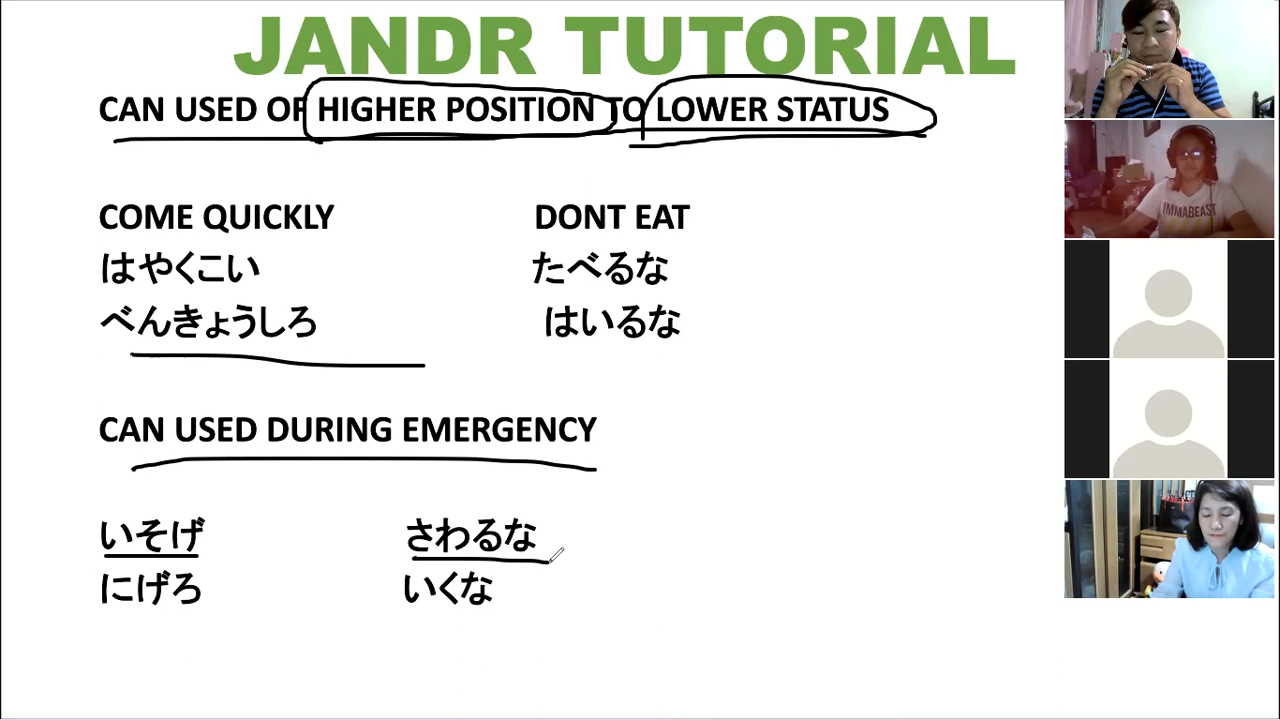 JANDR TUTORIAL
CAN USED OF HIGHER POSITION TO LOWER STATUS
COME QUICKLY DONT EAT
はやくこい たべるな
べんきょうしろ はいるな
CAN USED DURING EMERGENCY
いそげ さわるな
にげろ いくな
IMMABEAST